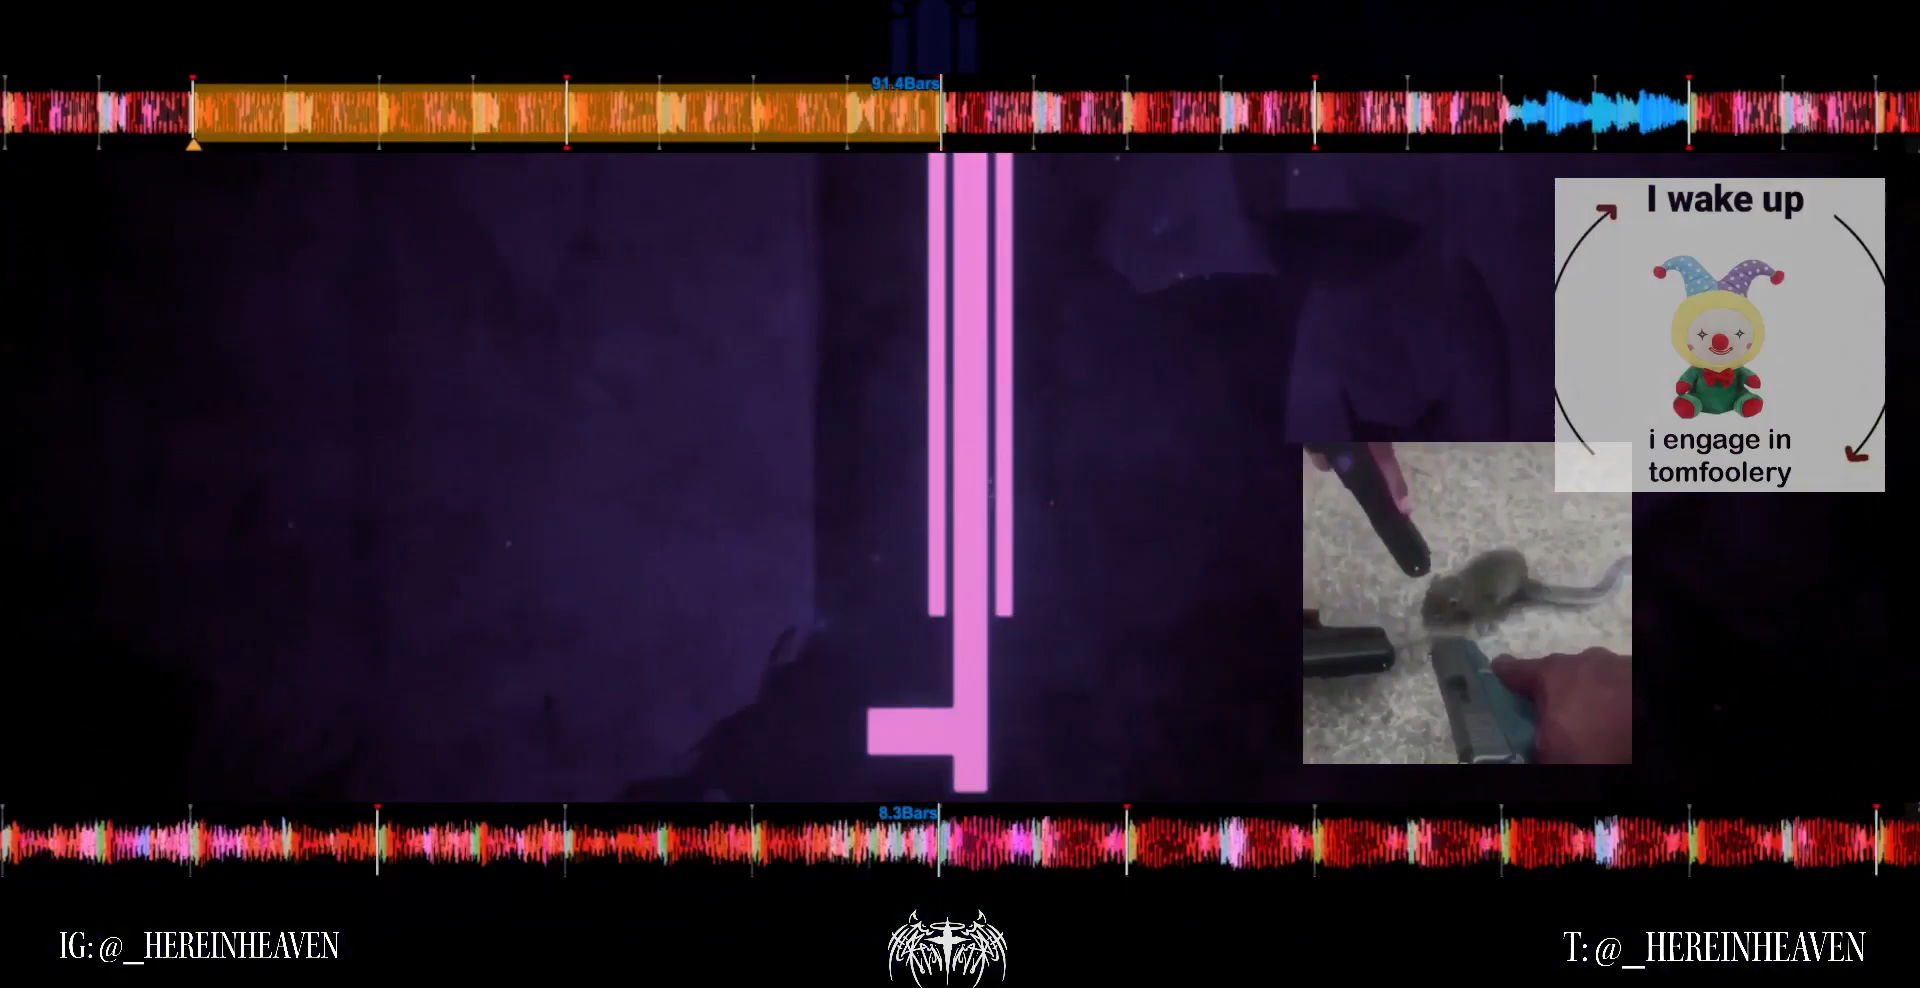 91.4Bars
I wake up
i engage in
tomfoolery
8.3Bars
IG: @_HEREINHEAVEN
T: @_HEREINHEAVEN